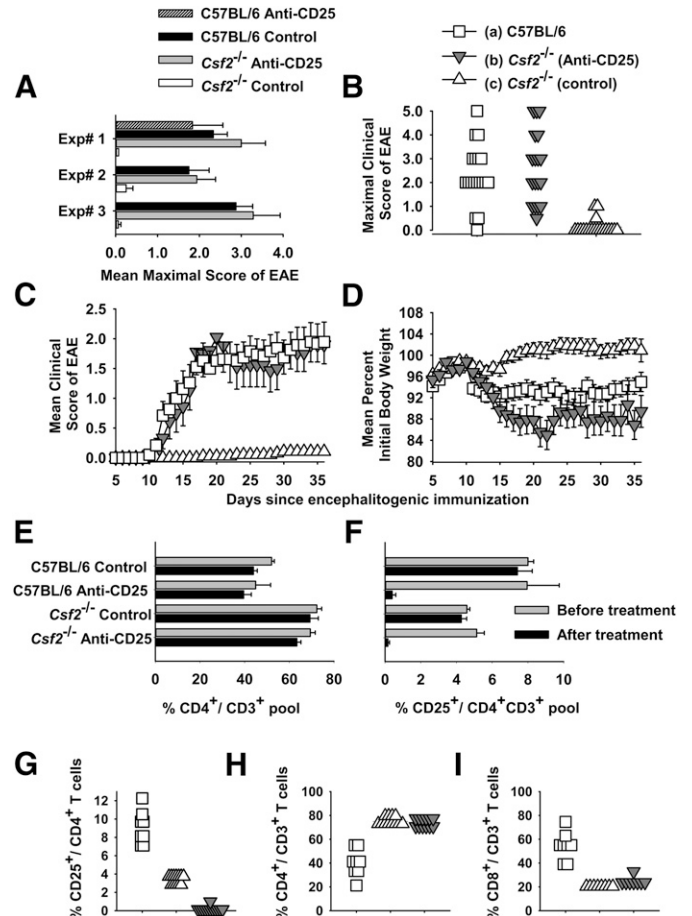 C57BL/6 Anti-CD25
C57BL/6 Control
Csf2-/- Anti-CD25
Csf2-/- Control
(a) C57BL/6
(b) Csf2-/- (Anti-CD25)
(c) Csf2-/- (control)
A
Exp# 1
Exp# 2
Exp# 3
0.0 1.0 2.0 3.0 4.0
Mean Maximal Score of EAE
B
Maximal Clinical
Score of EAE
5.0
4.0
3.0
2.0
1.0
0.0
C
Mean Clinical
Score of EAE
2.5
2.0
1.5
1.0
0.5
0.0
5 10 15 20 25 30 35
D
Mean Percent
Initial Body Weight
108
104
100
96
92
88
84
80
5 10 15 20 25 30 35
Days since encephalitogenic immunization
E
C57BL/6 Control
C57BL/6 Anti-CD25
Csf2-/- Control
Csf2-/- Anti-CD25
0 20 40 60 80
% CD4+/ CD3+ pool
F
Before treatment
After treatment
0 2 4 6 8 10
% CD25+/ CD4+CD3+ pool
G
% CD25+/ CD4+ T cells
12
10
8
6
4
2
0
H
% CD4+/ CD3+ T cells
100
80
60
40
20
0
I
% CD8+/ CD3+ T cells
100
80
60
40
20
0